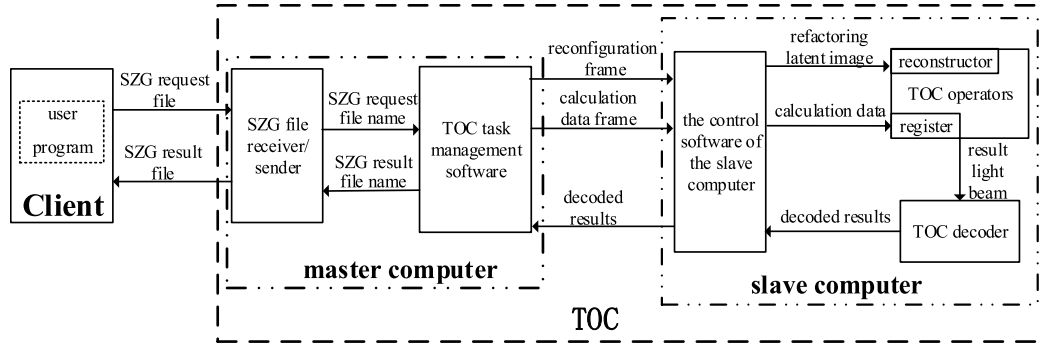 SZG request
file
user
program
SZG result
file
Client
SZG file
receiver/
sender
SZG request
file name
SZG result
file name
TOC task
management
software
master computer
reconfiguration
frame
calculation
data frame
decoded
results
the control
software of
the slave
computer
refactoring
latent image
calculation data
decoded results
reconstructor
TOC operators
register
result
light
beam
TOC decoder
slave computer
TOC